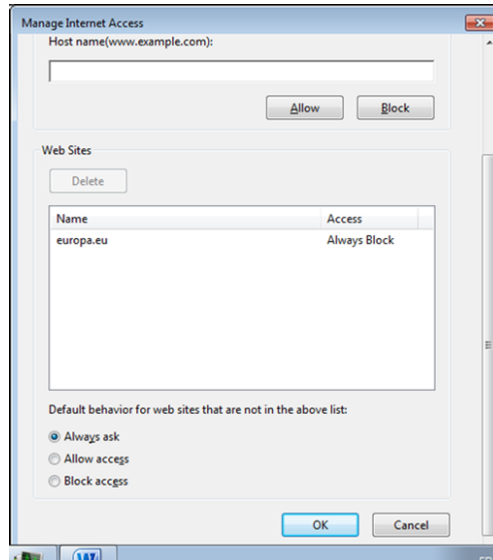 Manage Internet Access
Host name(www.example.com):
Allow Block
Web Sites
Delete
Name Access
europa.eu Always Block
Default behavior for web sites that are not in the above list:
Always ask
Allow access
Block access
OK Cancel